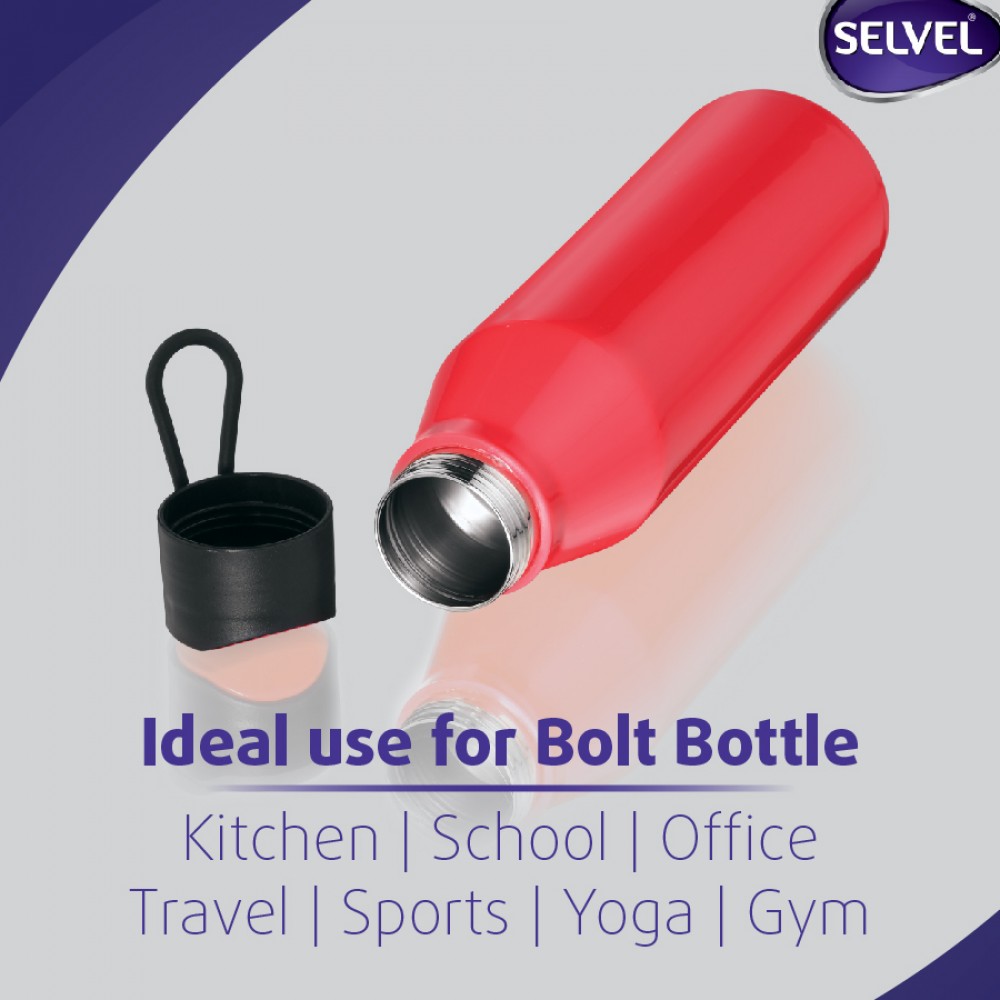 SELVEL®
Ideal use for Bolt Bottle
Kitchen | School | Office
Travel | Sports | Yoga | Gym